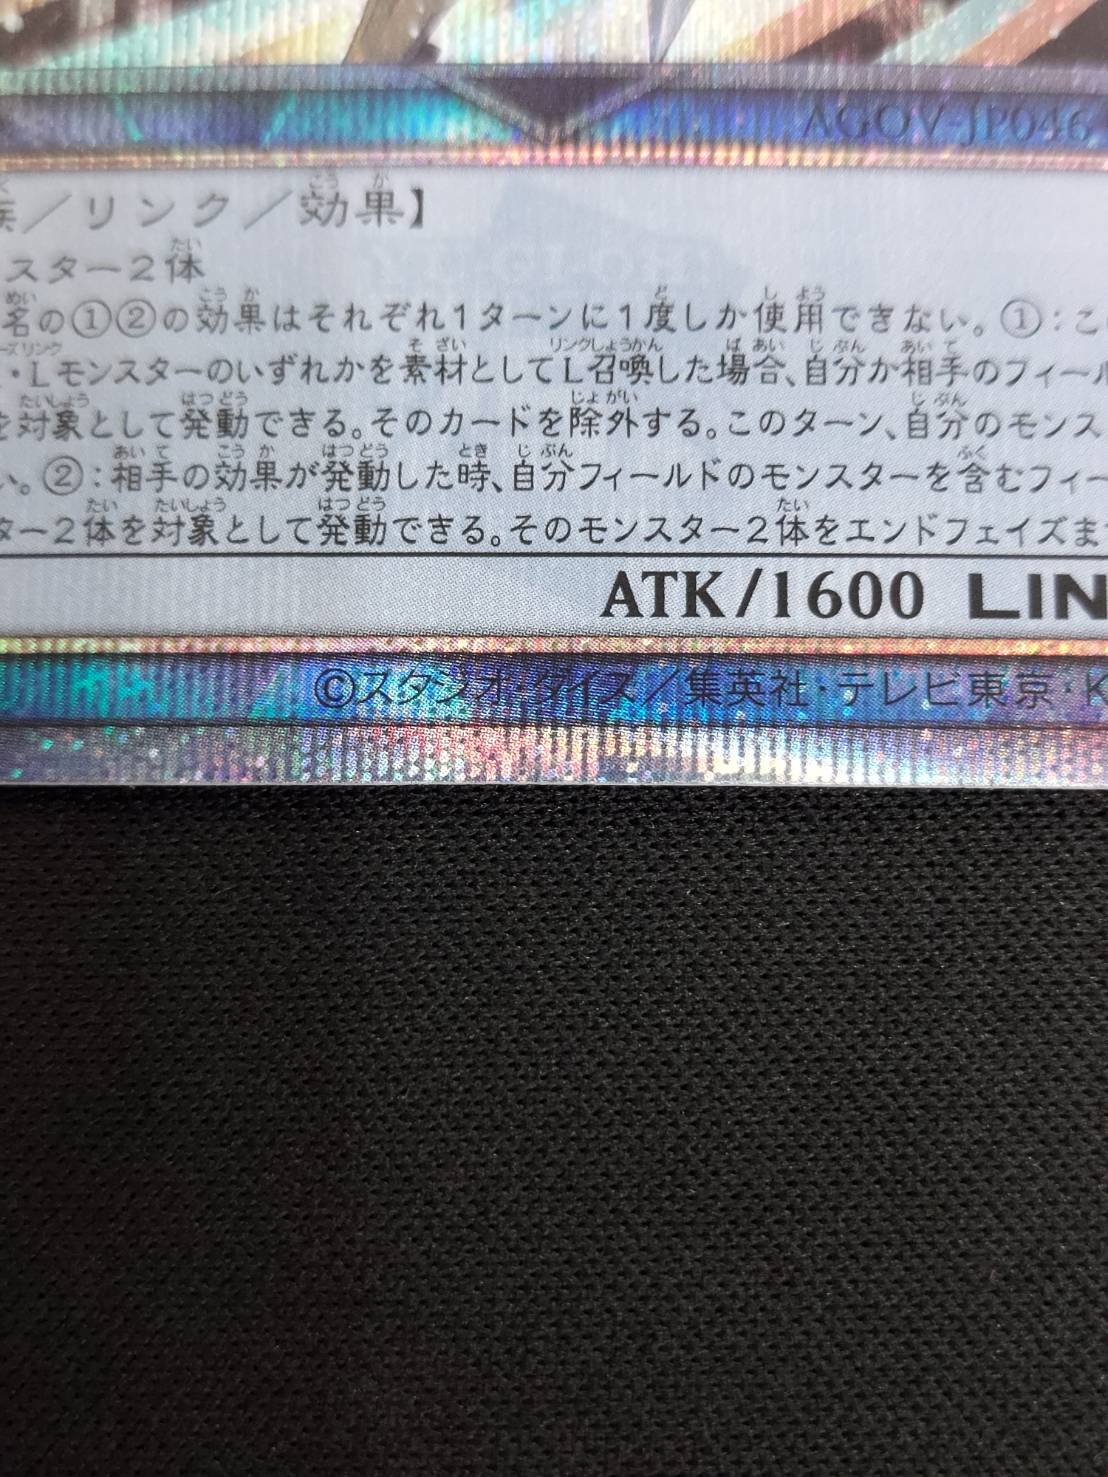 AGOV-JP046
族／リンク／効果】
スター2体
名の①②の効果はそれぞれ1ターンに1度しか使用できない。①：こ
・Lモンスターのいずれかを素材としてL召喚した場合、自分か相手のフィール
を対象として発動できる。そのカードを除外する。このターン、自分のモンス
い。②：相手の効果が発動した時、自分フィールドのモンスターを含むフィー
ター2体を対象として発動できる。そのモンスター2体をエンドフェイズま
ATK/1600 LIN
©スタジオ・ダイス／集英社・テレビ東京・K